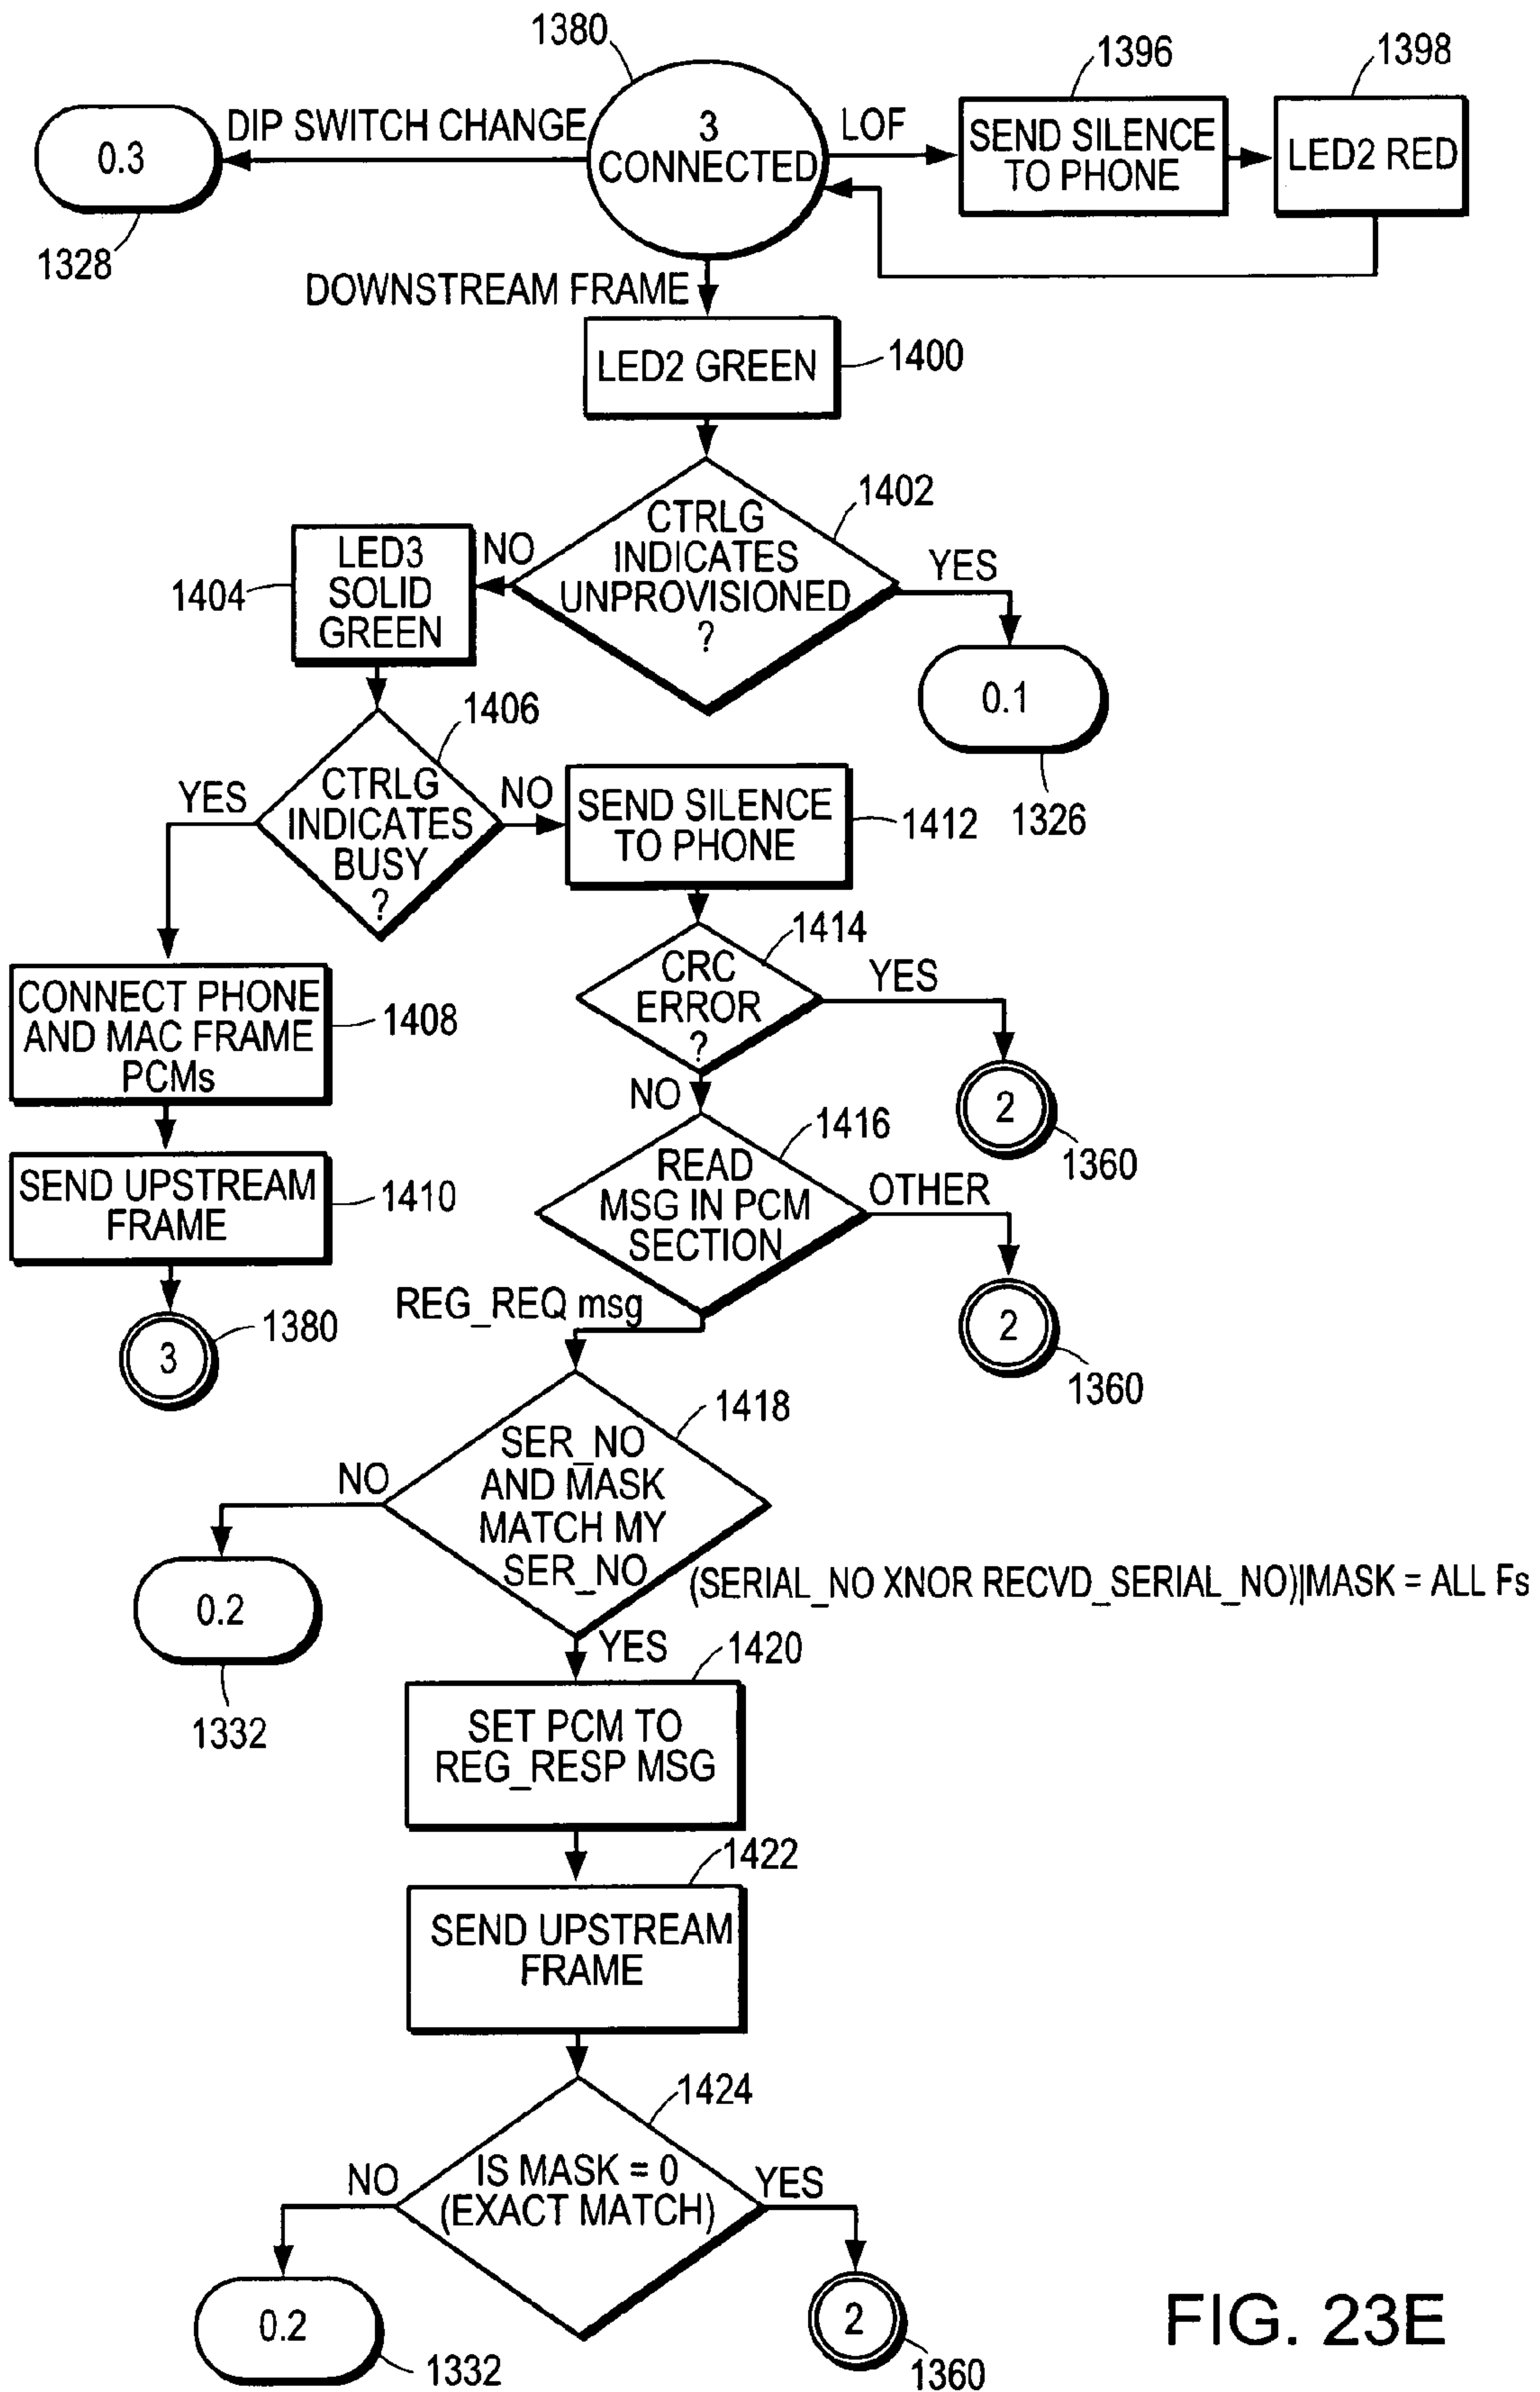 1380
1396
1398
DIP SWITCH CHANGE
0.3
1328
3
CONNECTED
LOF
SEND SILENCE
TO PHONE
LED2 RED
DOWNSTREAM FRAME
LED2 GREEN
1400
1402
CTRLG
INDICATES
UNPROVISIONED
?
NO
YES
LED3
SOLID
GREEN
1404
0.1
1326
1406
CTRLG
INDICATES
BUSY
?
YES
NO
SEND SILENCE
TO PHONE
1412
1414
CRC
ERROR
?
YES
NO
2
1360
CONNECT PHONE
AND MAC FRAME
PCMs
1408
SEND UPSTREAM
FRAME
1410
3
1380
1416
READ
MSG IN PCM
SECTION
OTHER
2
1360
REG_REQ msg
1418
SER_NO
AND MASK
MATCH MY
SER_NO
NO
0.2
1332
(SERIAL_NO XNOR RECVD_SERIAL_NO)|MASK = ALL Fs
YES
1420
SET PCM TO
REG_RESP MSG
1422
SEND UPSTREAM
FRAME
1424
IS MASK = 0
(EXACT MATCH)
NO
YES
0.2
1332
2
1360
FIG. 23E